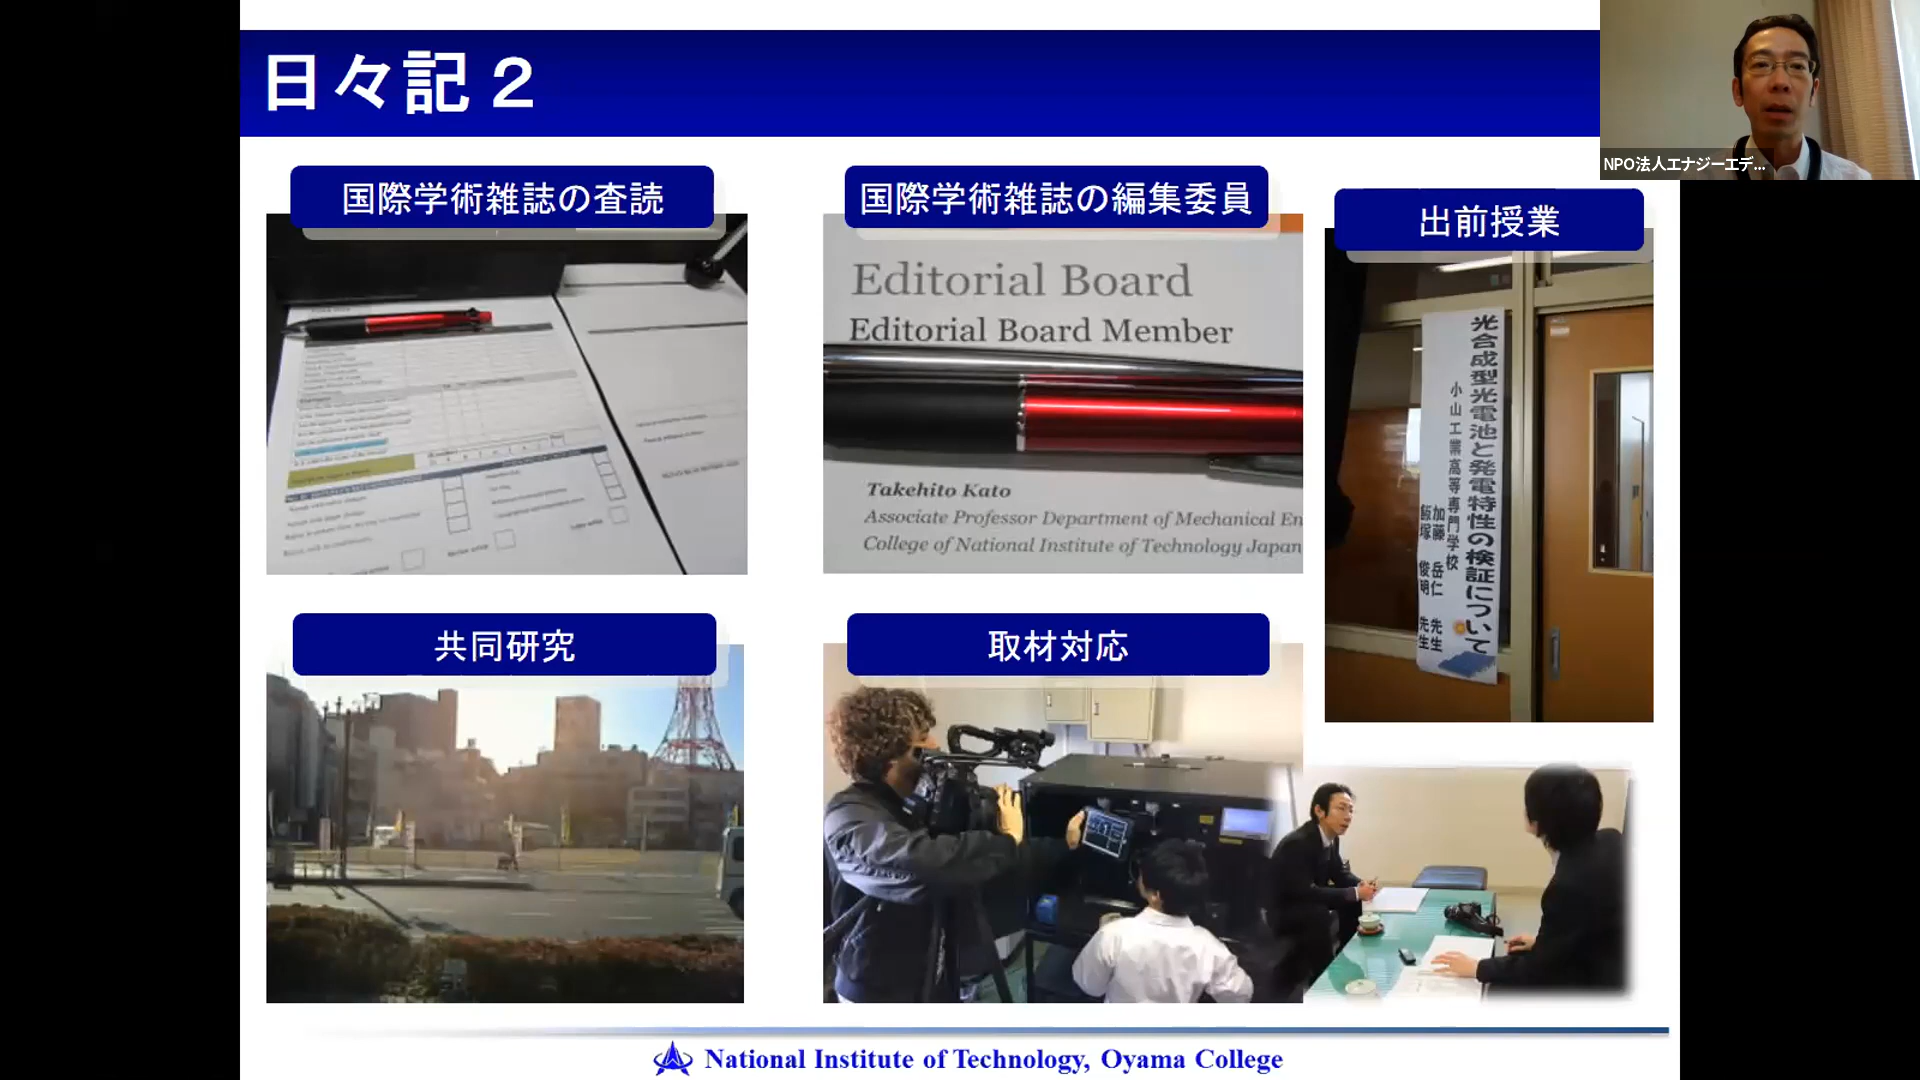 日々記２
NPO法人エナジーエデ...
国際学術雑誌の査読
国際学術雑誌の編集委員
出前授業
Editorial Board
Editorial Board Member
Takehito Kato
Associate Professor Department of Mechanical En
College of National Institute of Technology Japan
光合成型光電池と発電特性の検証について
小山工業高等専門学校
加藤 岳仁 先生
飯塚 俊明 先生
共同研究
取材対応
National Institute of Technology, Oyama College